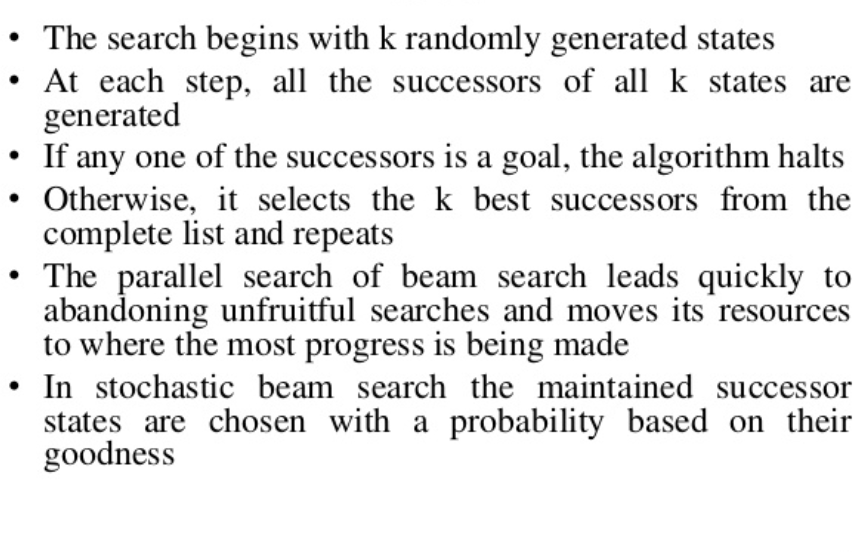 • The search begins with k randomly generated states
• At each step, all the successors of all k states are
generated
• If any one of the successors is a goal, the algorithm halts
• Otherwise, it selects the k best successors from the
complete list and repeats
• The parallel search of beam search leads quickly to
abandoning unfruitful searches and moves its resources
to where the most progress is being made
• In stochastic beam search the maintained successor
states are chosen with a probability based on their
goodness